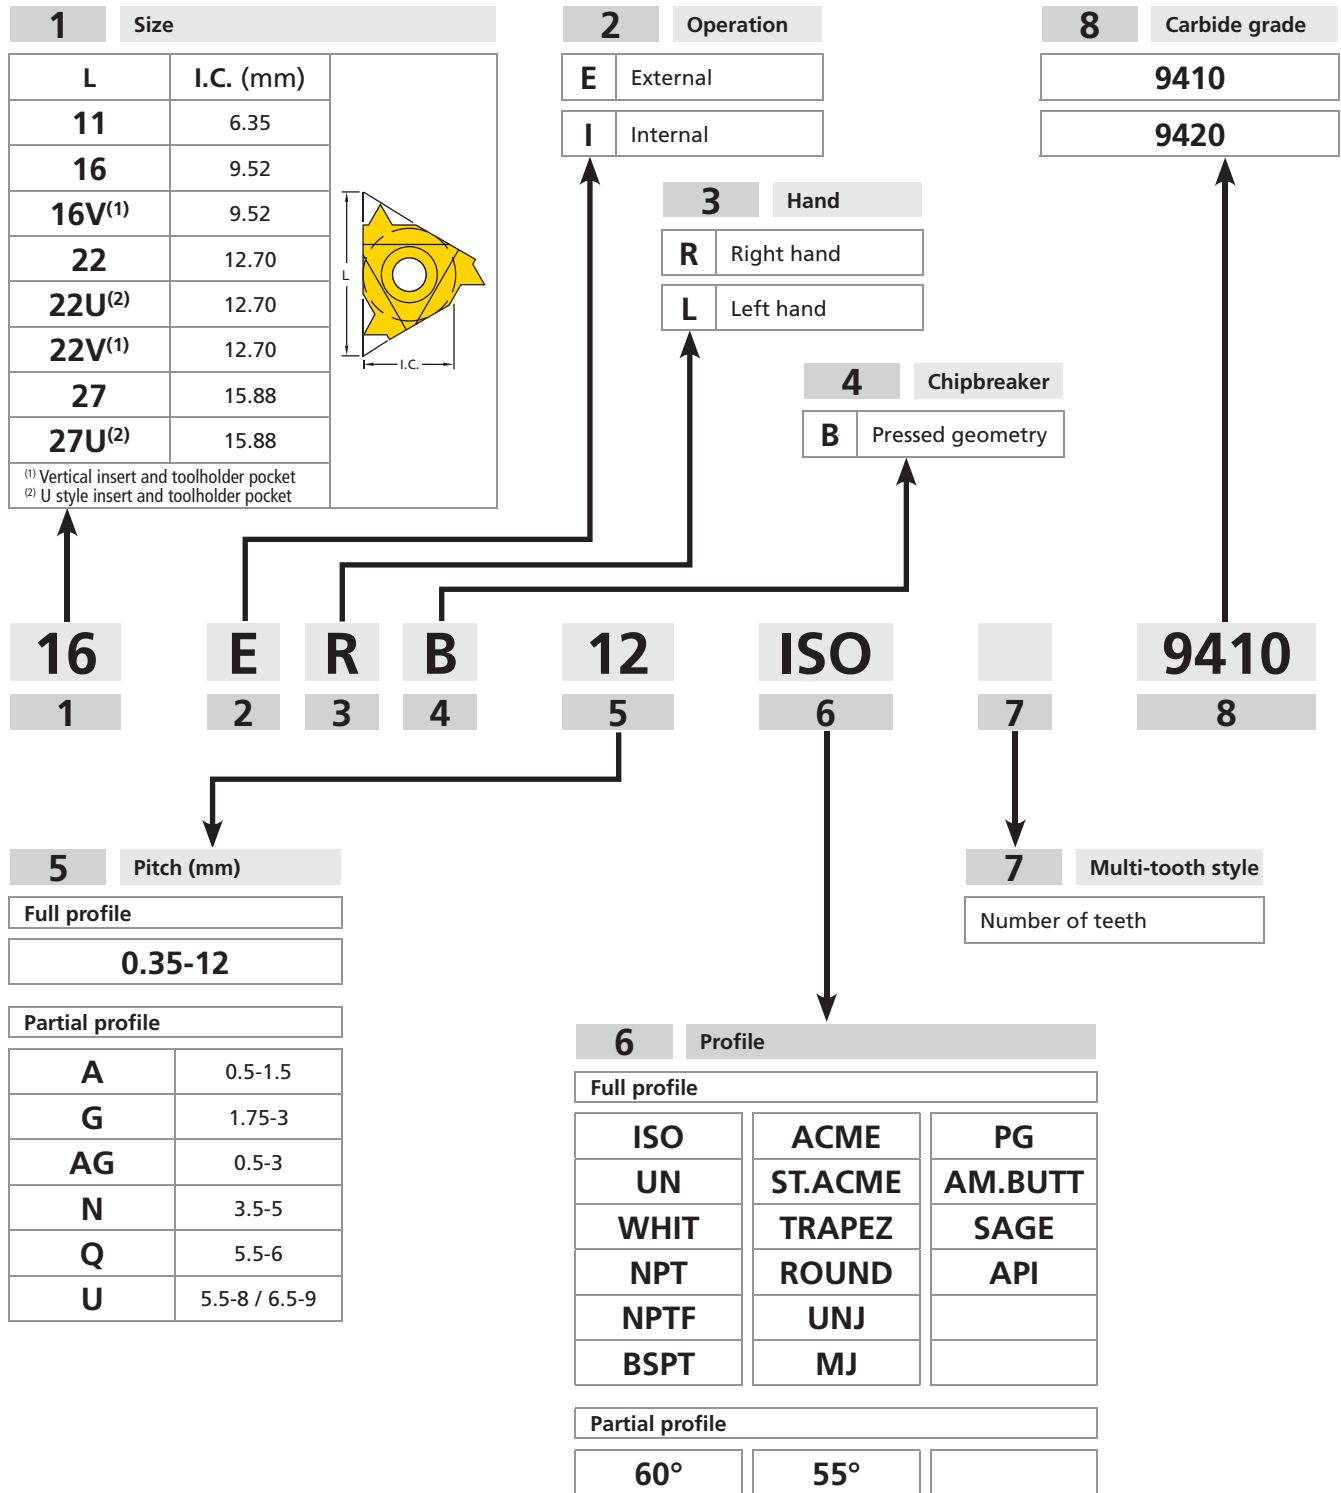 1 Size
L I.C. (mm)
11 6.35
16 9.52
16V(1) 9.52
22 12.70
22U(2) 12.70
22V(1) 12.70
27 15.88
27U(2) 15.88
(1) Vertical insert and toolholder pocket
(2) U style insert and toolholder pocket
L
I.C.
2 Operation
E External
I Internal
3 Hand
R Right hand
L Left hand
4 Chipbreaker
B Pressed geometry
8 Carbide grade
9410
9420
16 E R B 12 ISO 9410
1 2 3 4 5 6 7 8
5 Pitch (mm)
Full profile
0.35-12
Partial profile
A 0.5-1.5
G 1.75-3
AG 0.5-3
N 3.5-5
Q 5.5-6
U 5.5-8 / 6.5-9
7 Multi-tooth style
Number of teeth
6 Profile
Full profile
ISO ACME PG
UN ST.ACME AM.BUTT
WHIT TRAPEZ SAGE
NPT ROUND API
NPTF UNJ
BSPT MJ
Partial profile
60° 55°